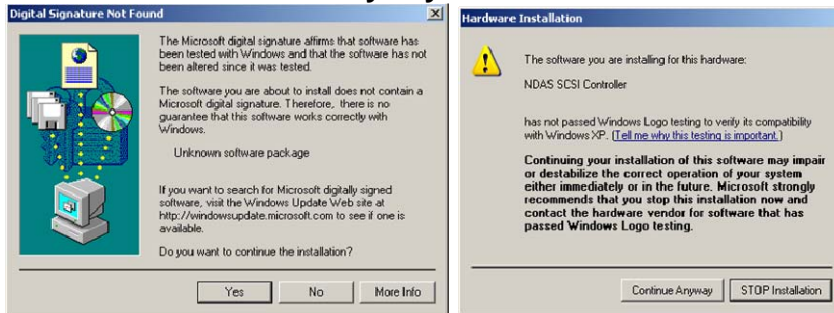 Digital Signature Not Found
The Microsoft digital signature affirms that software has
been tested with Windows and that the software has not
been altered since it was tested.
The software you are about to install does not contain a
Microsoft digital signature. Therefore, there is no
guarantee that this software works correctly with
Windows.
Unknown software package
If you want to search for Microsoft digitally signed
software, visit the Windows Update Web site at
http://windowsupdate.microsoft.com to see if one is
available.
Do you want to continue the installation?
Yes
No
More Info
Hardware Installation
The software you are installing for this hardware:
NDAS SCSI Controller
has not passed Windows Logo testing to verify its compatibility
with Windows XP. (Tell me why this testing is important.)
Continuing your installation of this software may impair
or destabilize the correct operation of your system
either immediately or in the future. Microsoft strongly
recommends that you stop this installation now and
contact the hardware vendor for software that has
passed Windows Logo testing.
Continue Anyway
STOP Installation